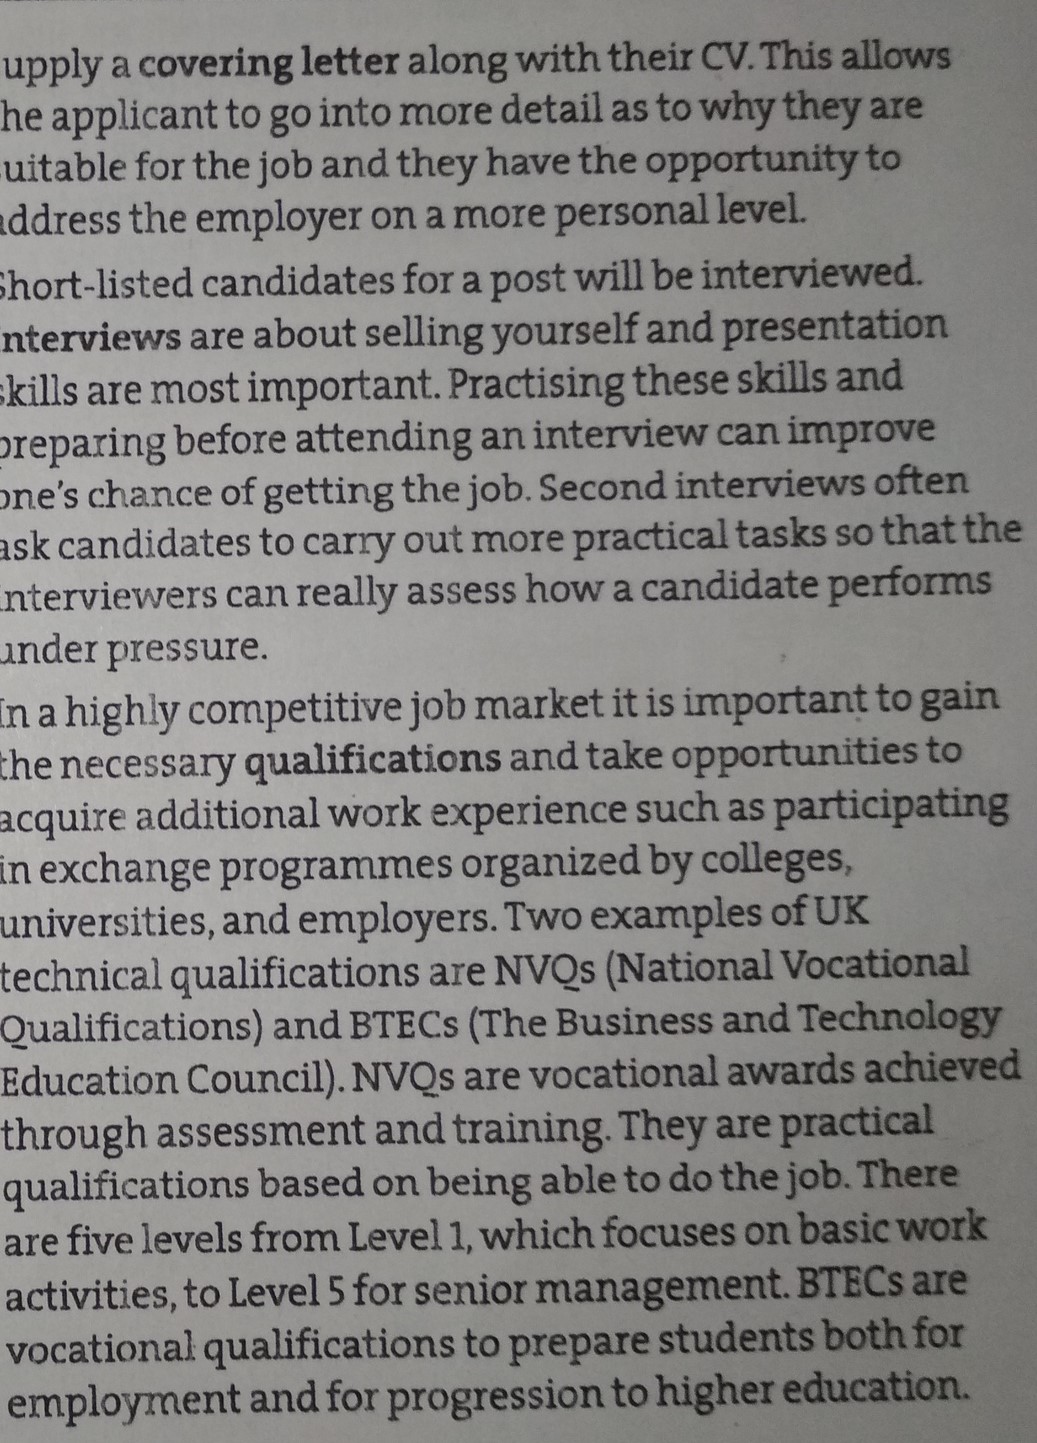 upply a covering letter along with their CV. This allows
he applicant to go into more detail as to why they are
uitable for the job and they have the opportunity to
address the employer on a more personal level.
Short-listed candidates for a post will be interviewed.
nterviews are about selling yourself and presentation
skills are most important. Practising these skills and
preparing before attending an interview can improve
one's chance of getting the job. Second interviews often
ask candidates to carry out more practical tasks so that the
interviewers can really assess how a candidate performs
under pressure.
In a highly competitive job market it is important to gain
the necessary qualifications and take opportunities to
acquire additional work experience such as participating
in exchange programmes organized by colleges,
universities, and employers. Two examples of UK
technical qualifications are NVQs (National Vocational
Qualifications) and BTECs (The Business and Technology
Education Council). NVQs are vocational awards achieved
through assessment and training. They are practical
qualifications based on being able to do the job. There
are five levels from Level 1, which focuses on basic work
activities, to Level 5 for senior management. BTECs are
vocational qualifications to prepare students both for
employment and for progression to higher education.